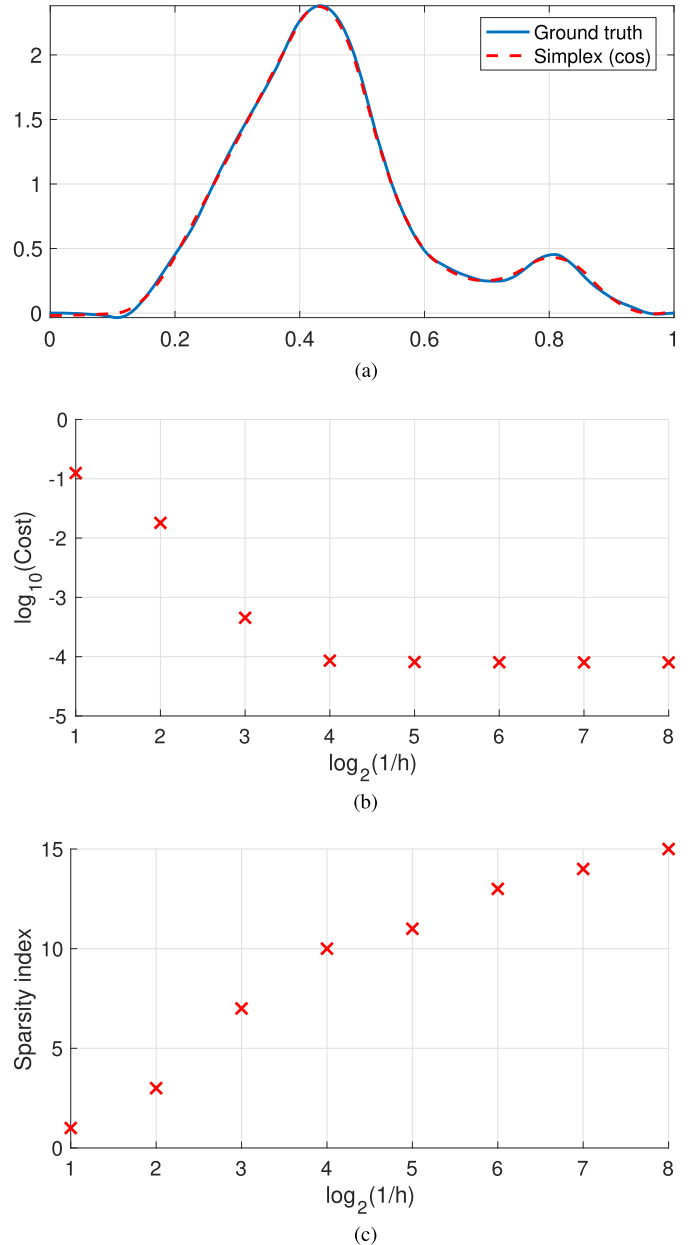 2
1
0.5
0
Ground truth
Simplex (cos)
0 0.2 0.4 0.6 0.8 1
(a)
0
-1
-2
-3
-4
-5
log10(Cost)
1 2 3 4 5 6 7 8
log2(1/h)
(b)
15
10
5
0
Sparsity index
1 2 3 4 5 6 7 8
log2(1/h)
(c)